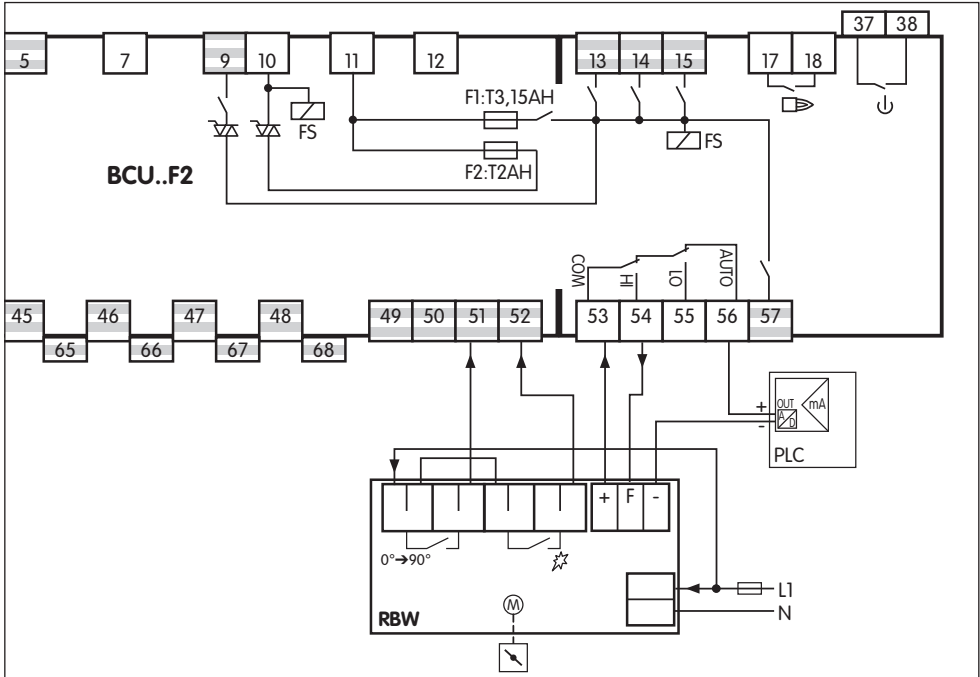 37 38
5 7 9 10 11 12 13 14 15 17 18
F1:T3,15AH
FS
FS
F2:T2AH
BCU..F2
COM
HI
LO
AUTO
45 46 47 48 49 50 51 52 53 54 55 56 57
65 66 67 68
+
-
OUT
A/D
mA
PLC
+ F -
0°➔90°
L1
N
RBW
M